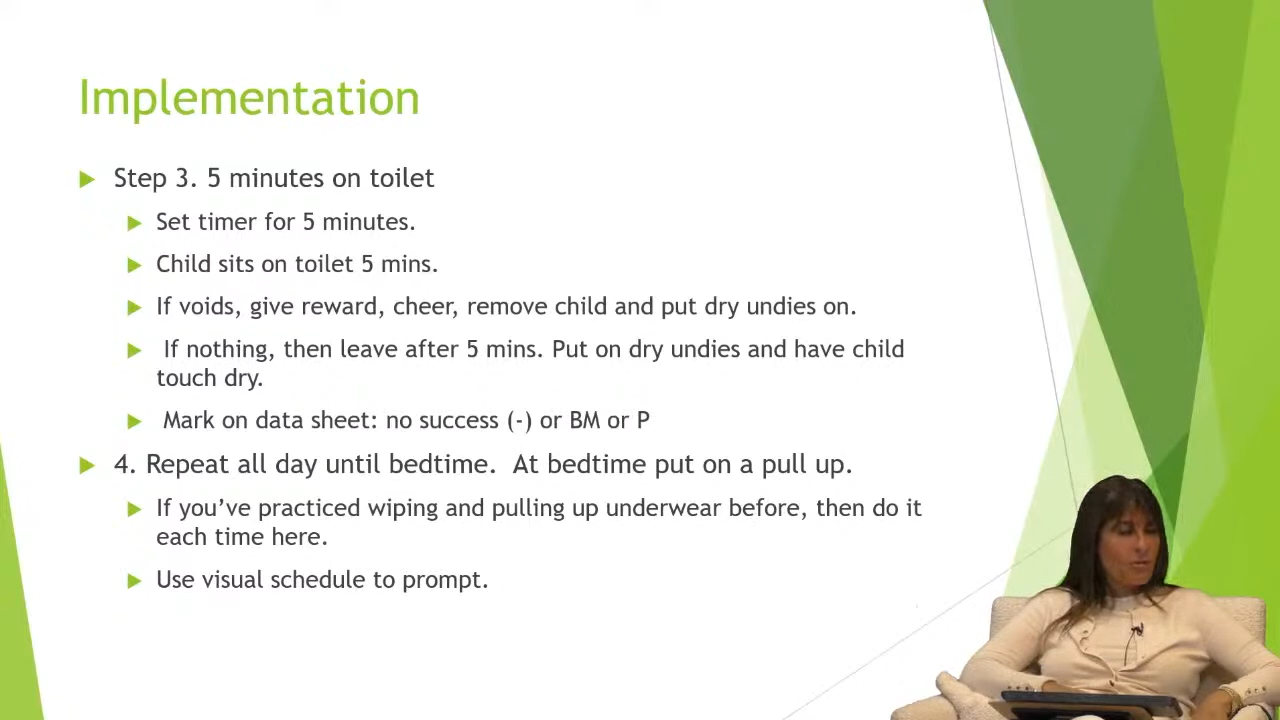 Implementation
Step 3. 5 minutes on toilet
Set timer for 5 minutes.
Child sits on toilet 5 mins.
If voids, give reward, cheer, remove child and put dry undies on.
If nothing, then leave after 5 mins. Put on dry undies and have child
touch dry.
Mark on data sheet: no success (-) or BM or P
4. Repeat all day until bedtime.  At bedtime put on a pull up.
If you’ve practiced wiping and pulling up underwear before, then do it
each time here.
Use visual schedule to prompt.